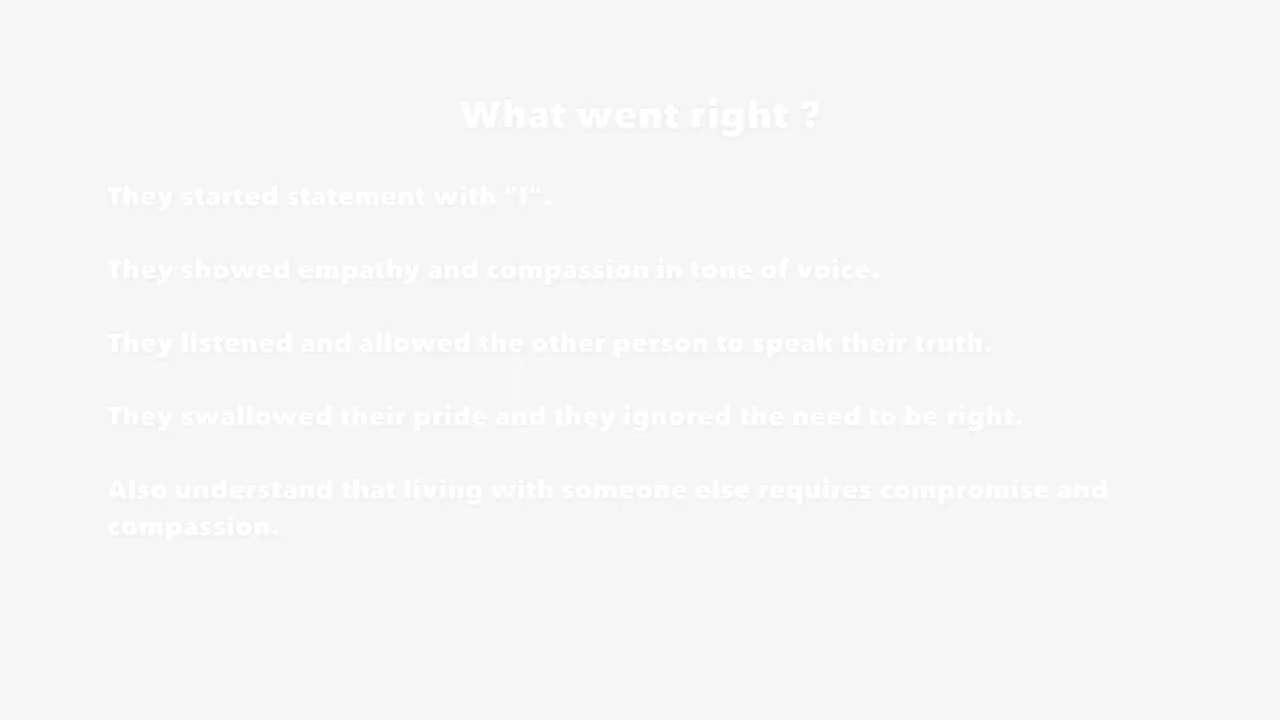 What went right ?
They started statement with "I".
They showed empathy and compassion in tone of voice.
They listened and allowed the other person to speak their truth.
They swallowed their pride and they ignored the need to be right.
Also understand that living with someone else requires compromise and
compassion.